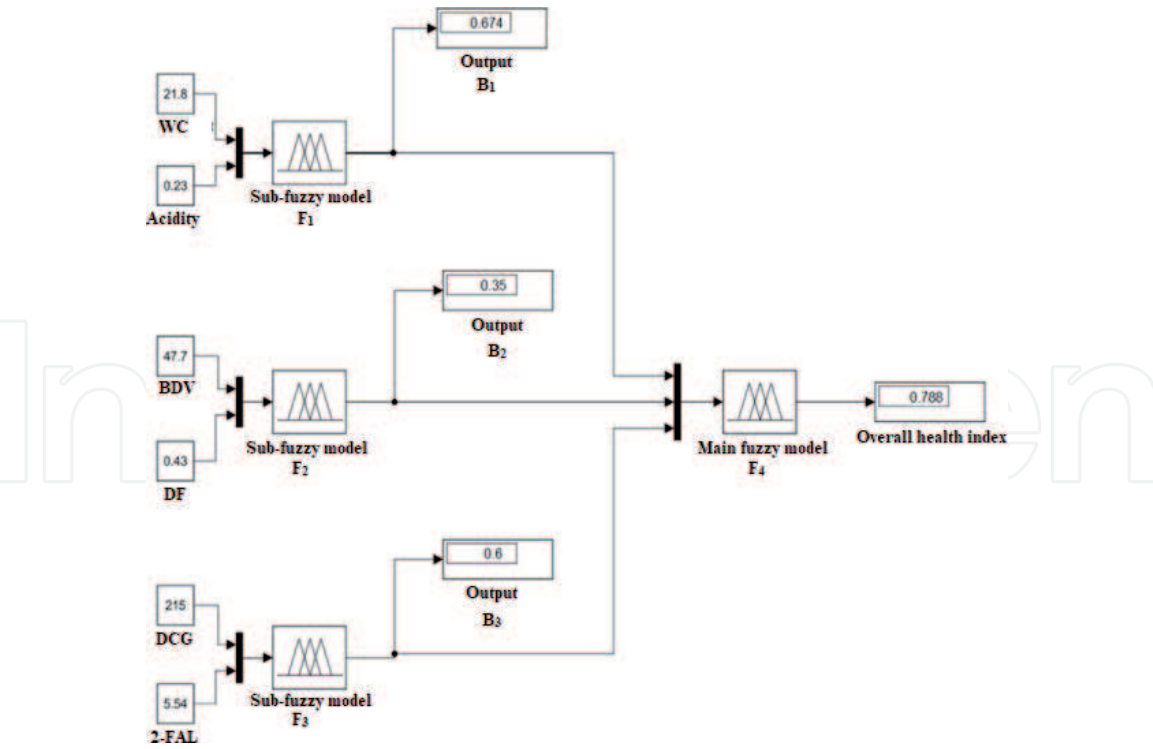 0.674
Output
B1
21.8
WC
0.23
Acidity
Sub-fuzzy model
F1
0.35
Output
B2
47.7
BDV
0.43
DF
Sub-fuzzy model
F2
Main fuzzy model
F4
0.788
Overall health index
0.6
Output
B3
215
DCG
5.54
2-FAL
Sub-fuzzy model
F3